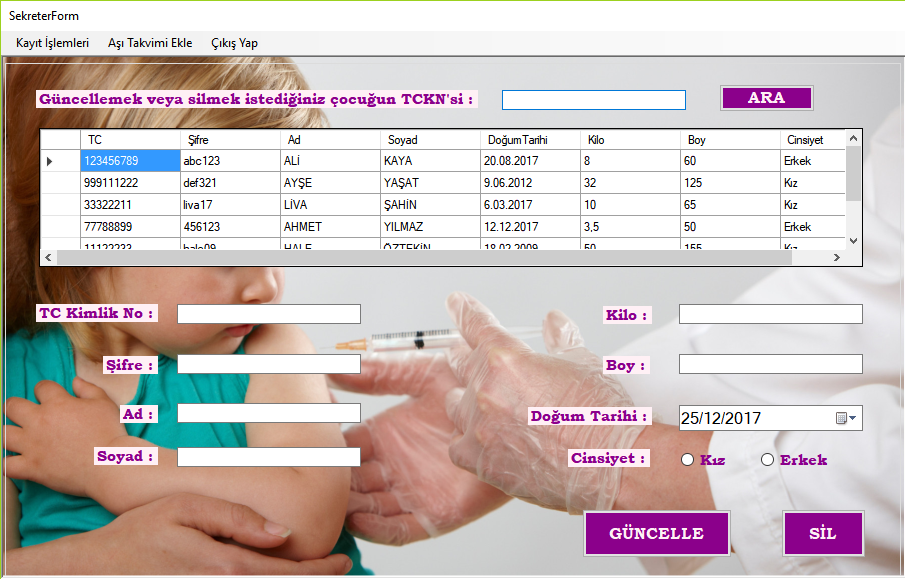 SekreterForm
Kayıt İşlemleri Aşı Takvimi Ekle Çıkış Yap
Güncellemek veya silmek istediğiniz çocuğun TCKN'si : ARA
TC Şifre Ad Soyad DoğumTarihi Kilo Boy Cinsiyet
123456789 abc123 ALİ KAYA 20.08.2017 8 60 Erkek
999111222 def321 AYŞE YAŞAT 9.06.2012 32 125 Kız
33322211 liva17 LİVA ŞAHİN 6.03.2017 10 65 Kız
77788899 456123 AHMET YILMAZ 12.12.2017 3,5 50 Erkek
11122233 hale09 HALE ÖZTEKİN 18.02.2009 50 155 Kız
TC Kimlik No : Kilo :
Şifre : Boy :
Ad : Doğum Tarihi : 25/12/2017
Soyad : Cinsiyet : Kız Erkek
GÜNCELLE SİL